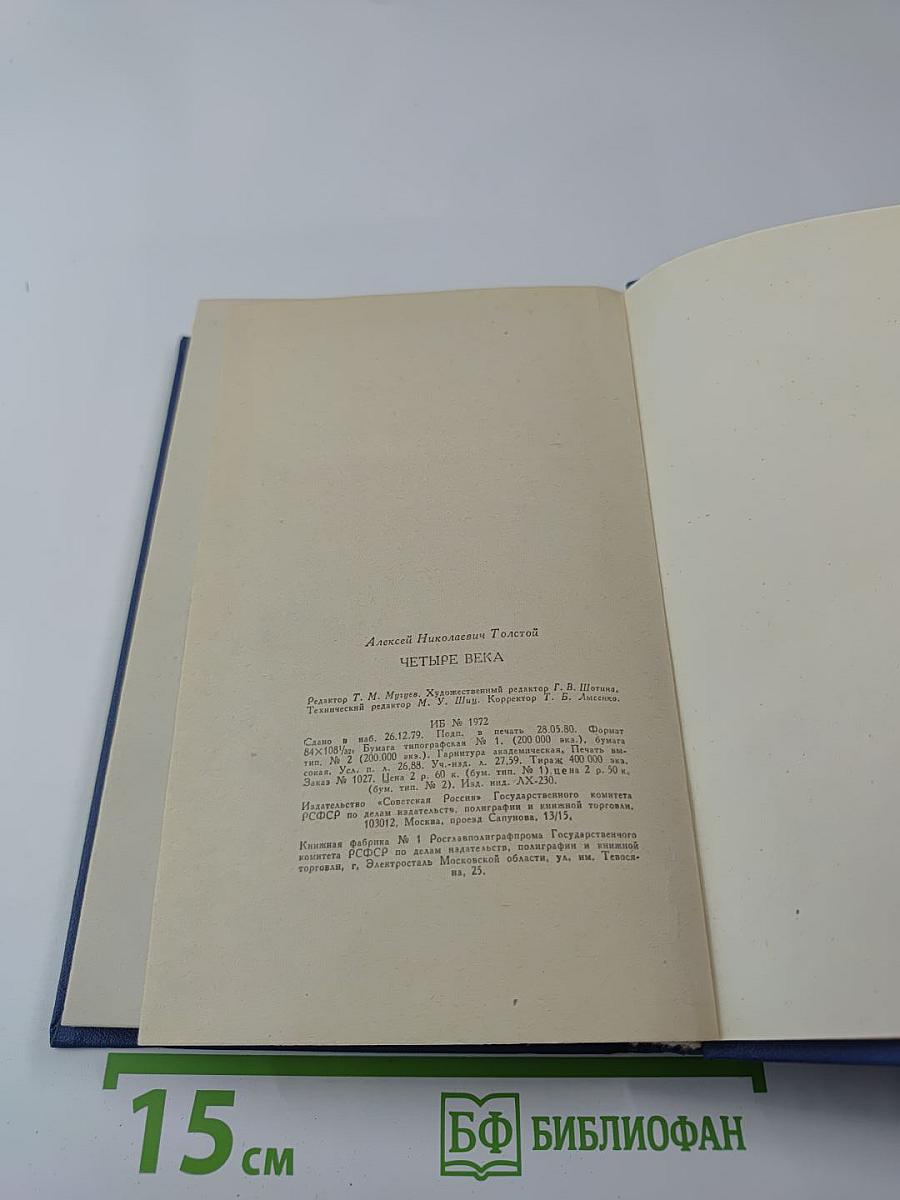 Алексей Николаевич Толстой
ЧЕТЫРЕ ВЕКА
Редактор Т. М. Мугуев. Художественный редактор Г. В. Шотина.
Технический редактор М. У. Шиц. Корректор Т. Б. Лысенко.
ИБ № 1972
Сдано в наб. 26.12.79. Подп. в печать 28.05.80. Формат
84×108¹/₃₂. Бумага типографская № 1. (200 000 экз.), бумага
тип. № 2 (200.000 экз.). Гарнитура академическая. Печать вы-
сокая. Усл. п. л. 26,88. Уч.-изд. л. 27,59. Тираж 400 000 экз.
Заказ № 1027. Цена 2 р. 60 к. (бум. тип. № 1) цена 2 р. 50 к.
(бум. тип. № 2). Изд. инд. ЛХ-230.
Издательство «Советская Россия» Государственного комитета
РСФСР по делам издательств, полиграфии и книжной торговли.
103012, Москва, проезд Сапунова, 13/15.
Книжная фабрика № 1 Росглавполиграфпрома Государственного
комитета РСФСР по делам издательств, полиграфии и книжной
торговли, г. Электросталь Московской области, ул. им. Тевося-
на, 25.
15 см
БФ БИБЛИОФАН